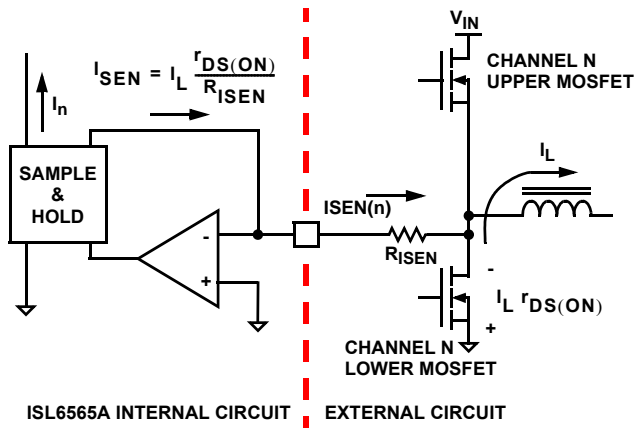 V_IN
CHANNEL N
UPPER MOSFET
I_SEN = I_L r_DS(ON) / R_ISEN
I_n
SAMPLE
&
HOLD
I_L
ISEN(n)
R_ISEN
-
+
-
I_L r_DS(ON)
+
CHANNEL N
LOWER MOSFET
ISL6565A INTERNAL CIRCUIT
EXTERNAL CIRCUIT